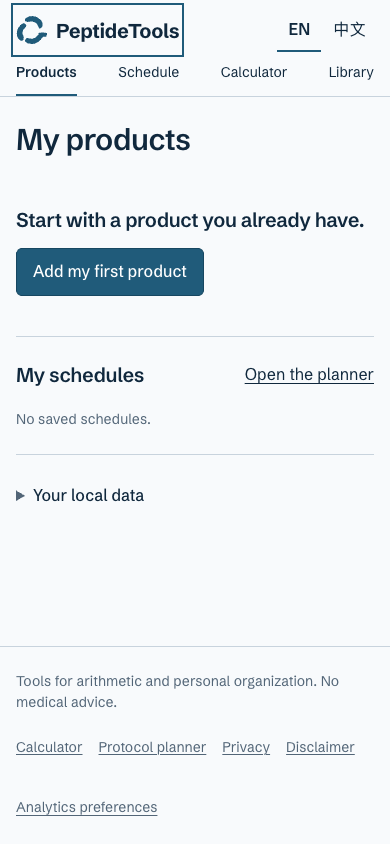 PeptideTools
EN 中文
Products Schedule Calculator Library
My products
Start with a product you already have.
Add my first product
My schedules Open the planner
No saved schedules.
Your local data
Tools for arithmetic and personal organization. No
medical advice.
Calculator Protocol planner Privacy Disclaimer
Analytics preferences